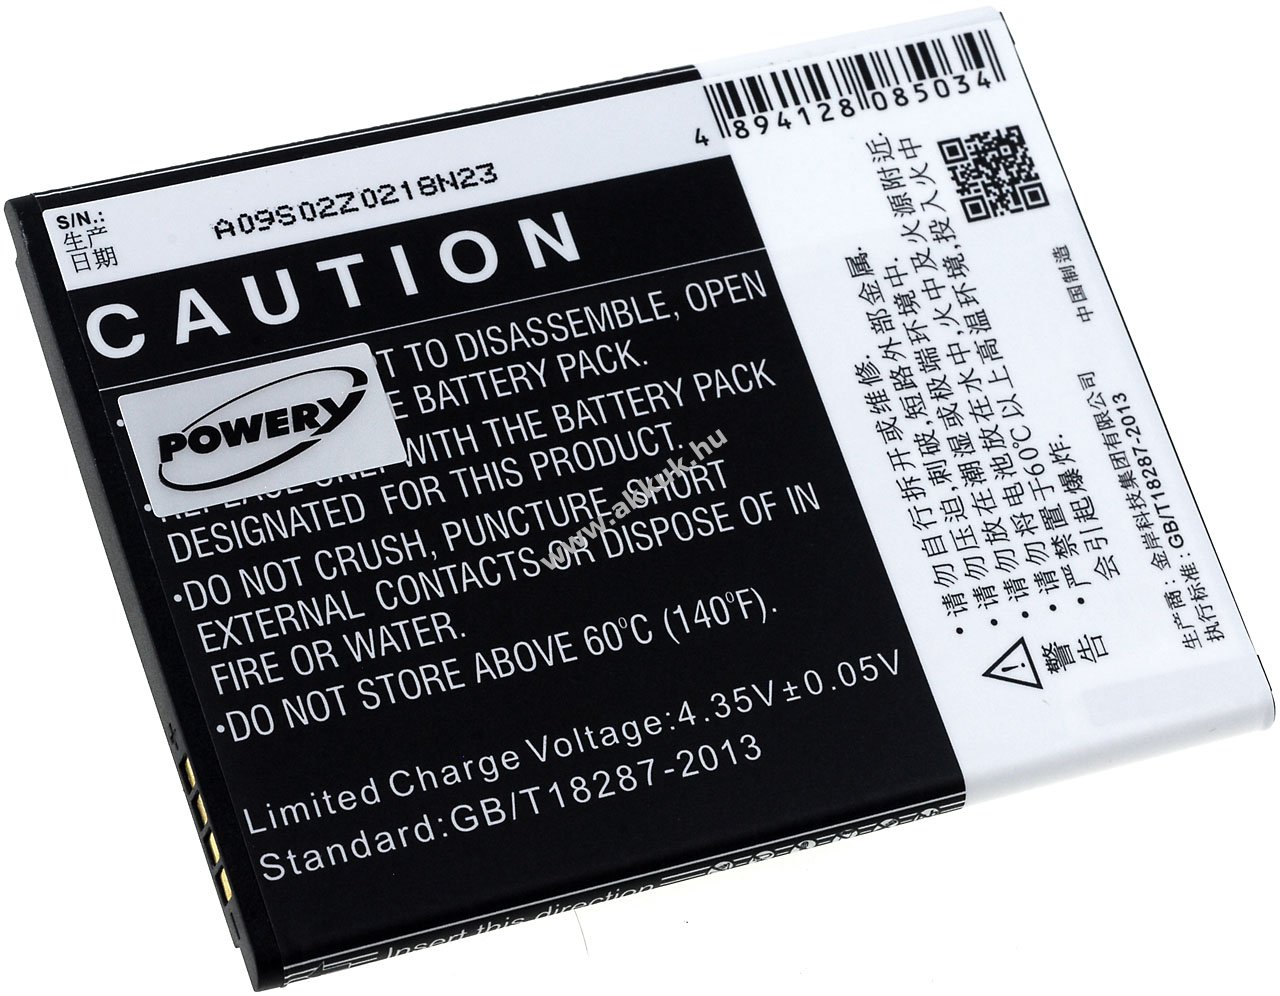 4 894128 085034
S/N.:
生产
日期
A09S02Z0218N23
CAUTION
T TO DISASSEMBLE, OPEN
E BATTERY PACK.
ONLY WITH THE BATTERY PACK
DESIGNATED FOR THIS PRODUCT.
•DO NOT CRUSH, PUNCTURE, SHORT
EXTERNAL CONTACTS OR DISPOSE OF IN
FIRE OR WATER.
•DO NOT STORE ABOVE 60°C (140°F).
Limited Charge Voltage:4.35V±0.05V
Standard:GB/T18287-2013
POWERY
www.akkuk.hu
Insert this direction
警告
•请勿自行拆开或维修.
•请勿压迫,刺破,短路外部金属.
•请勿放在潮湿或极端环境中.
•请勿将电池放在水中,火中及火源附近.
•严禁置于60℃以上高温环境,投入火中
会引起爆炸.
生产商: 金岸科技集团有限公司
执行标准: GB/T18287-2013
中国制造